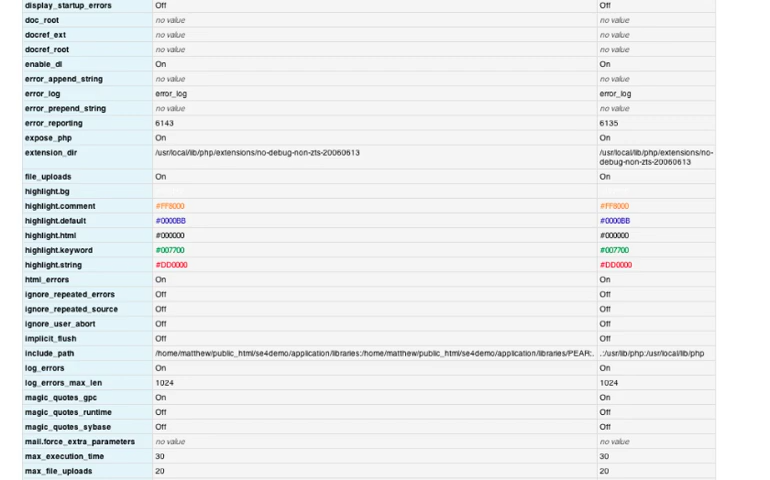 display_startup_errors Off Off
doc_root no value no value
docref_ext no value no value
docref_root no value no value
enable_dl On On
error_append_string no value no value
error_log error_log error_log
error_prepend_string no value no value
error_reporting 6143 6135
expose_php On On
extension_dir /usr/local/lib/php/extensions/no-debug-non-zts-20060613 /usr/local/lib/php/extensions/no-
debug-non-zts-20060613
file_uploads On On
highlight.bg
highlight.comment #FF8000 #FF8000
highlight.default #0000BB #0000BB
highlight.html #000000 #000000
highlight.keyword #007700 #007700
highlight.string #DD0000 #DD0000
html_errors On On
ignore_repeated_errors Off Off
ignore_repeated_source Off Off
ignore_user_abort Off Off
implicit_flush Off Off
include_path /home/matthew/public_html/se4demo/application/libraries:/home/matthew/public_html/se4demo/application/libraries/PEAR:. .:/usr/lib/php:/usr/local/lib/php
log_errors On On
log_errors_max_len 1024 1024
magic_quotes_gpc On On
magic_quotes_runtime Off Off
magic_quotes_sybase Off Off
mail.force_extra_parameters no value no value
max_execution_time 30 30
max_file_uploads 20 20